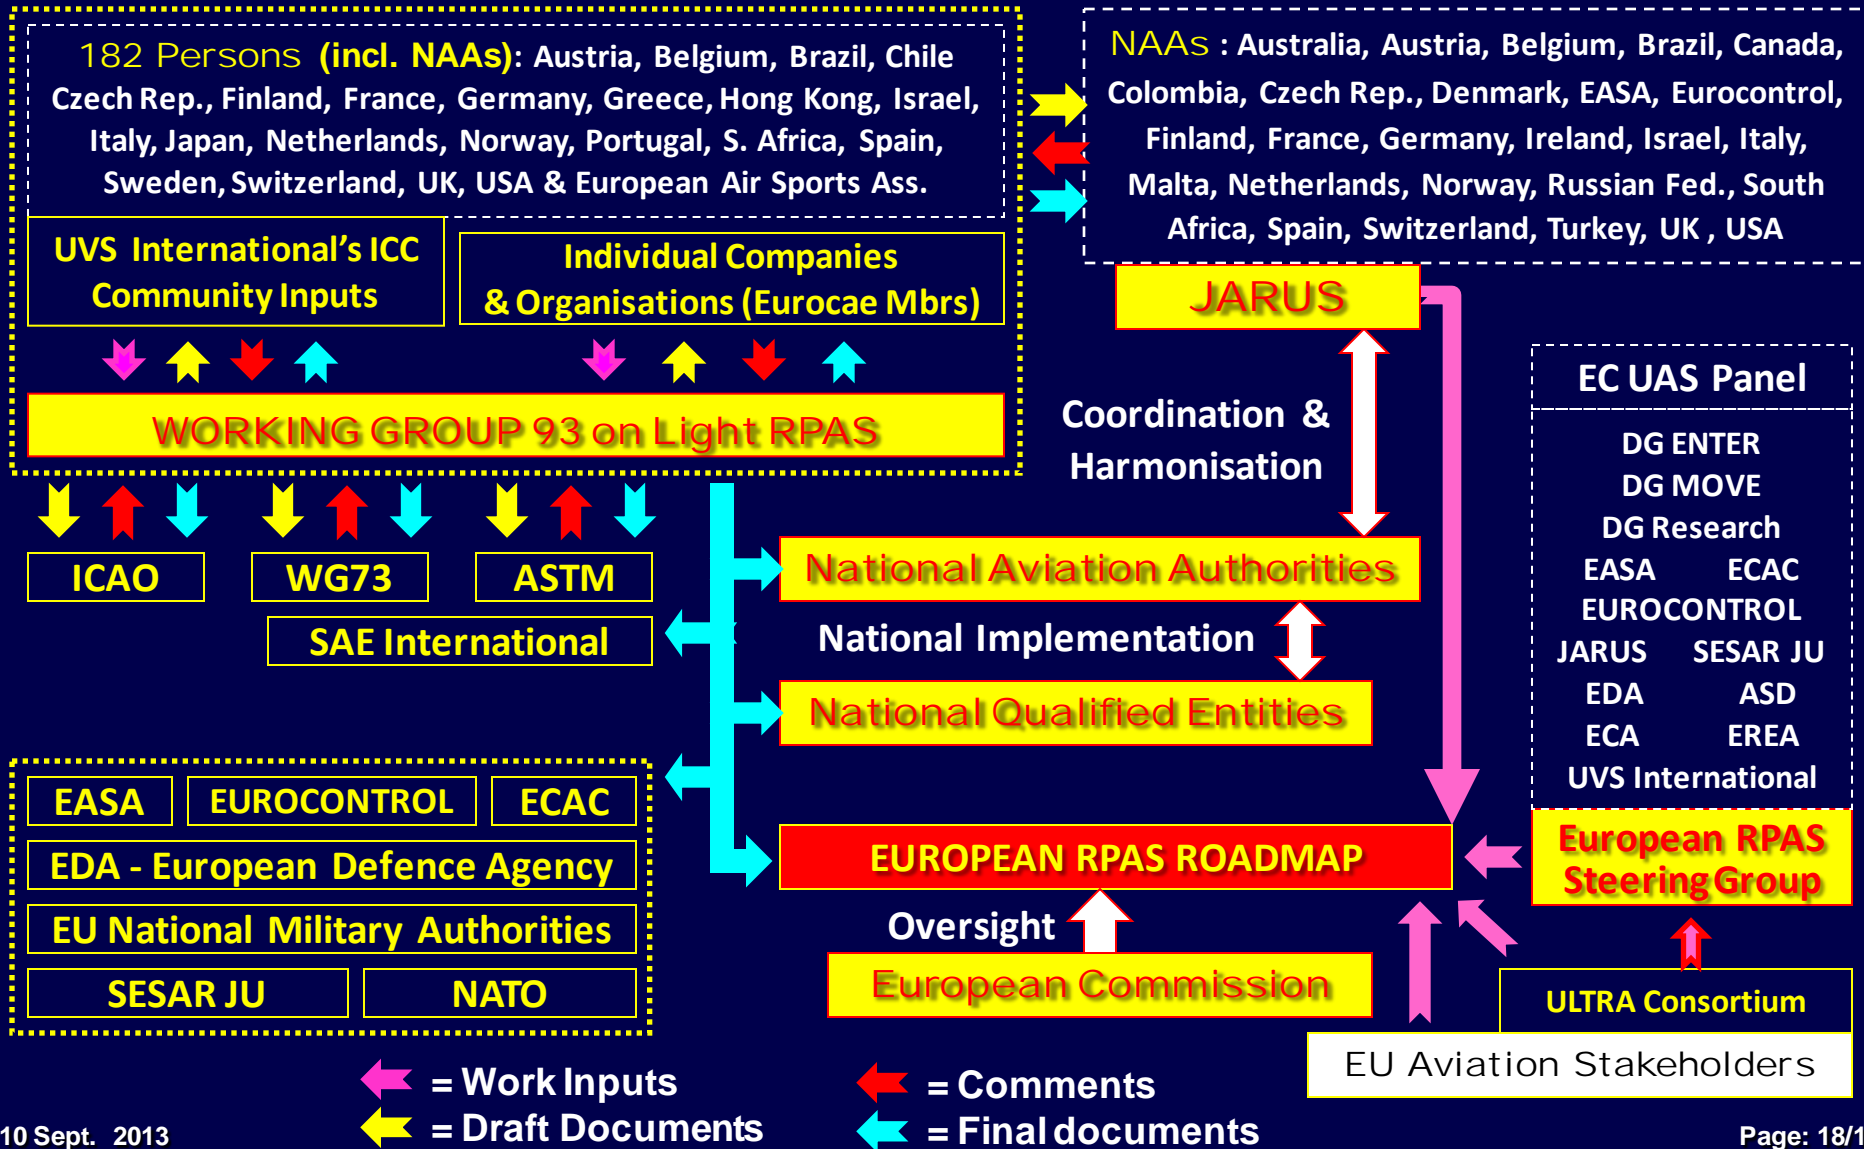 182 Persons (incl. NAAs): Austria, Belgium, Brazil, Chile
Czech Rep., Finland, France, Germany, Greece, Hong Kong, Israel,
Italy, Japan, Netherlands, Norway, Portugal, S. Africa, Spain,
Sweden, Switzerland, UK, USA & European Air Sports Ass.
UVS International's ICC
Community Inputs
Individual Companies
& Organisations (Eurocae Mbrs)
WORKING GROUP 93 on Light RPAS
NAAs : Australia, Austria, Belgium, Brazil, Canada,
Colombia, Czech Rep., Denmark, EASA, Eurocontrol,
Finland, France, Germany, Ireland, Israel, Italy,
Malta, Netherlands, Norway, Russian Fed., South
Africa, Spain, Switzerland, Turkey, UK , USA
JARUS
Coordination &
Harmonisation
EC UAS Panel
DG ENTER
DG MOVE
DG Research
EASA ECAC
EUROCONTROL
JARUS SESAR JU
EDA ASD
ECA EREA
UVS International
European RPAS
Steering Group
ICAO
WG73
ASTM
SAE International
National Aviation Authorities
National Implementation
National Qualified Entities
EASA
EUROCONTROL
ECAC
EDA - European Defence Agency
EU National Military Authorities
SESAR JU
NATO
EUROPEAN RPAS ROADMAP
Oversight
European Commission
ULTRA Consortium
EU Aviation Stakeholders
= Work Inputs
= Draft Documents
= Comments
= Final documents
10 Sept. 2013
Page: 18/1